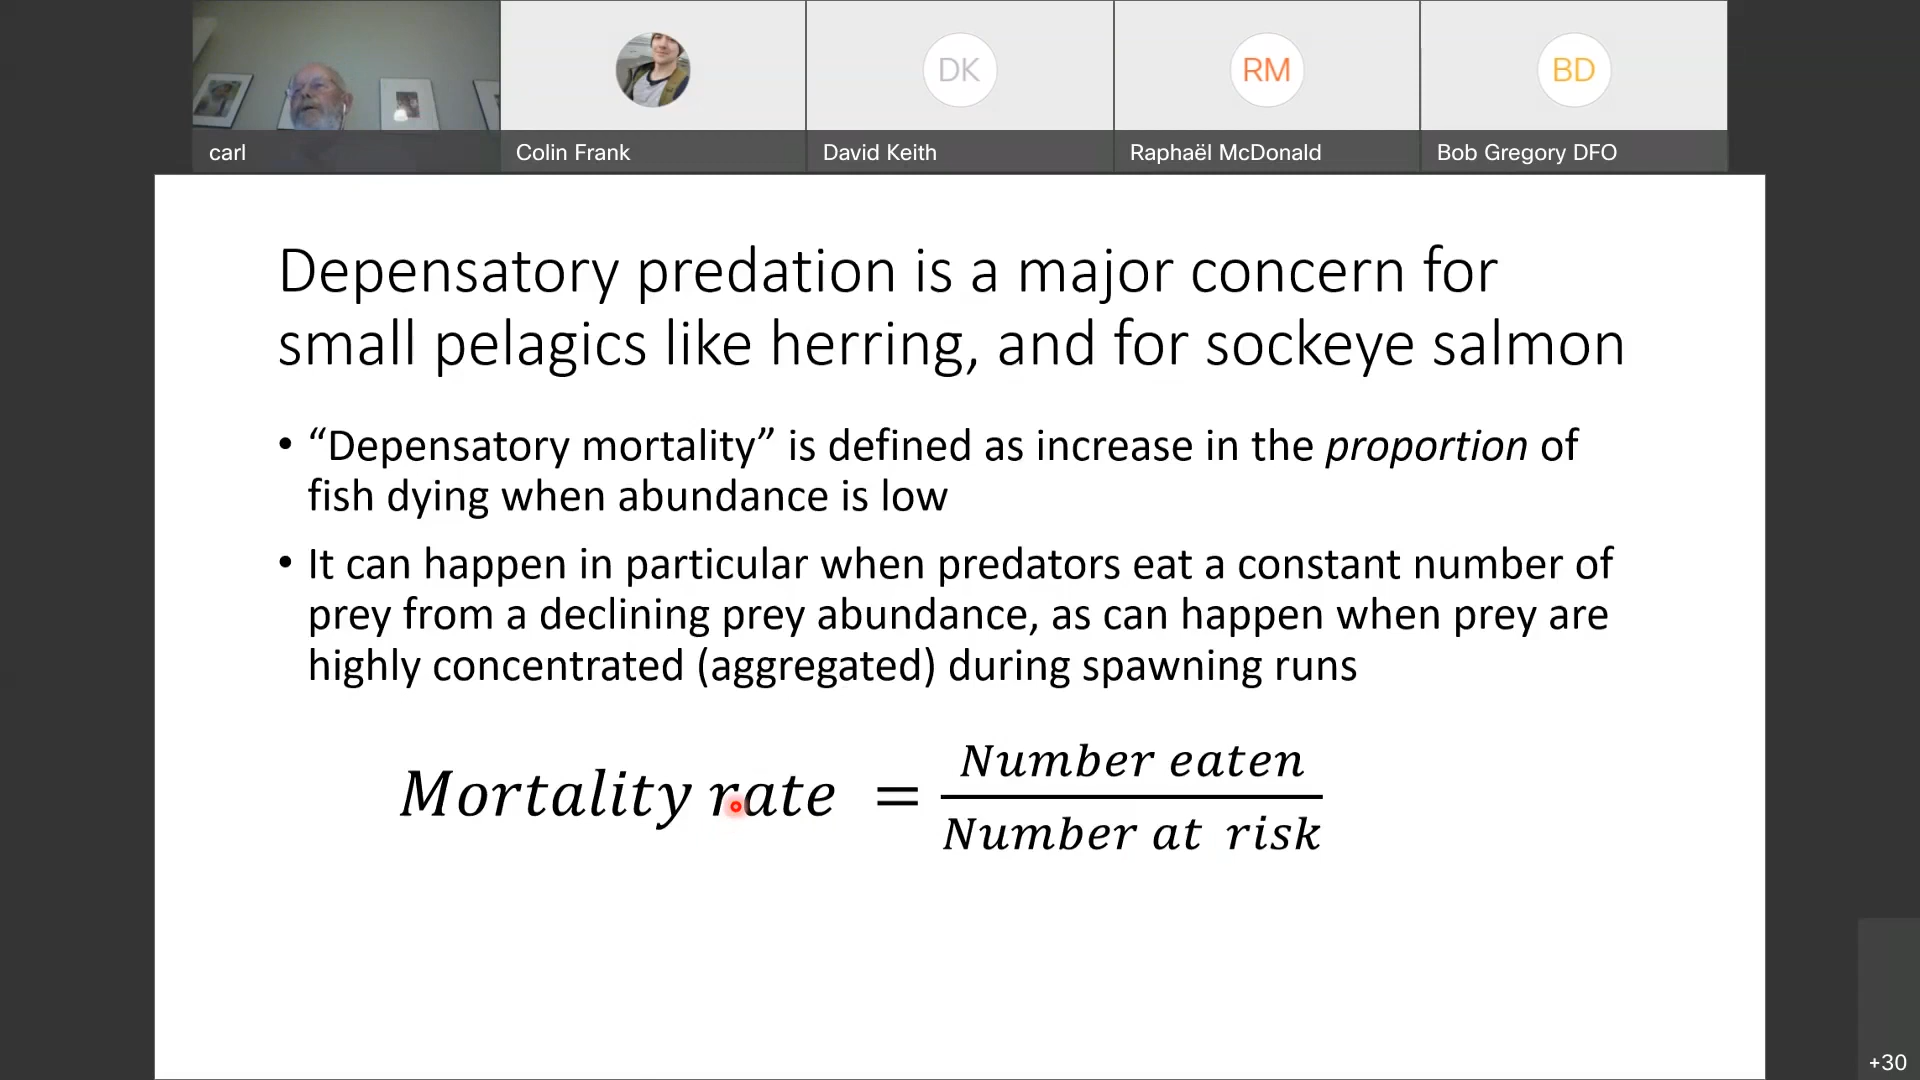 DK
RM
BD
carl
Colin Frank
David Keith
Raphaël McDonald
Bob Gregory DFO
Depensatory predation is a major concern for
small pelagics like herring, and for sockeye salmon
• “Depensatory mortality” is defined as increase in the proportion of
fish dying when abundance is low
• It can happen in particular when predators eat a constant number of
prey from a declining prey abundance, as can happen when prey are
highly concentrated (aggregated) during spawning runs
Number eaten
Mortality rate =
Number at risk
+30